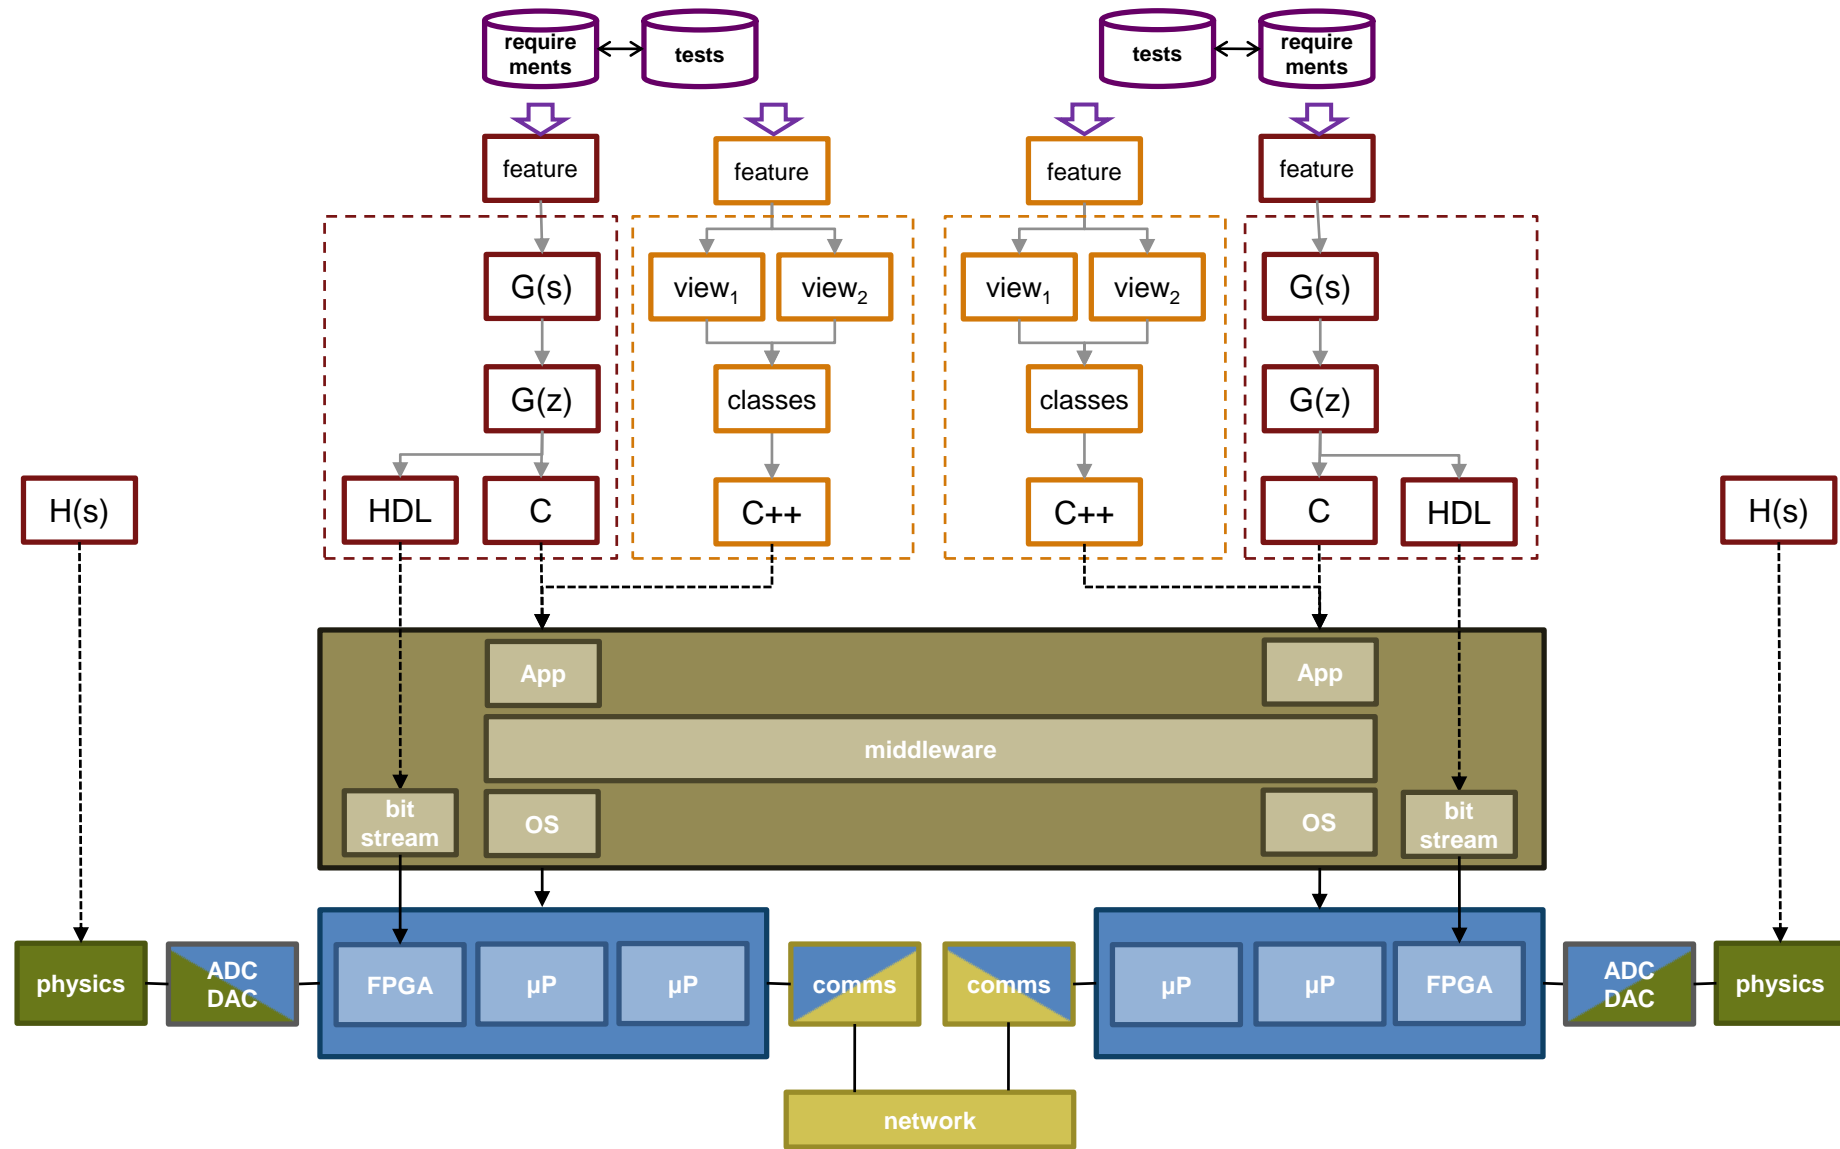 require
ments
tests
tests
require
ments
feature
feature
feature
feature
G(s)
view₁
view₂
view₁
view₂
G(s)
G(z)
classes
classes
G(z)
H(s)
HDL
C
C++
C++
C
HDL
H(s)
App
App
middleware
bit
stream
OS
OS
bit
stream
physics
ADC
DAC
FPGA
µP
µP
comms
comms
µP
µP
FPGA
ADC
DAC
physics
network